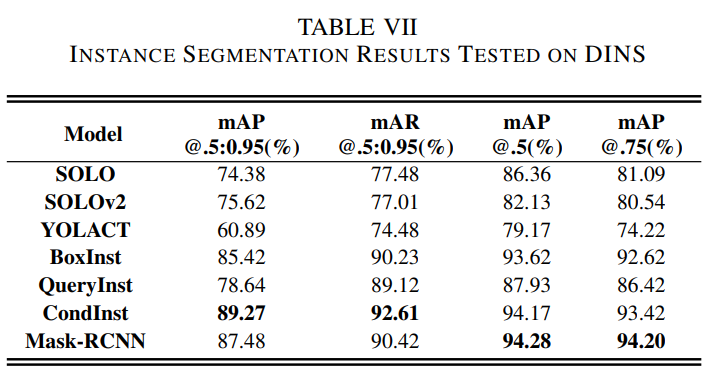 TABLE VII
INSTANCE SEGMENTATION RESULTS TESTED ON DINS
Model mAP @.5:0.95(%) mAR @.5:0.95(%) mAP @.5(%) mAP @.75(%)
SOLO 74.38 77.48 86.36 81.09
SOLOv2 75.62 77.01 82.13 80.54
YOLACT 60.89 74.48 79.17 74.22
BoxInst 85.42 90.23 93.62 92.62
QueryInst 78.64 89.12 87.93 86.42
CondInst 89.27 92.61 94.17 93.42
Mask-RCNN 87.48 90.42 94.28 94.20